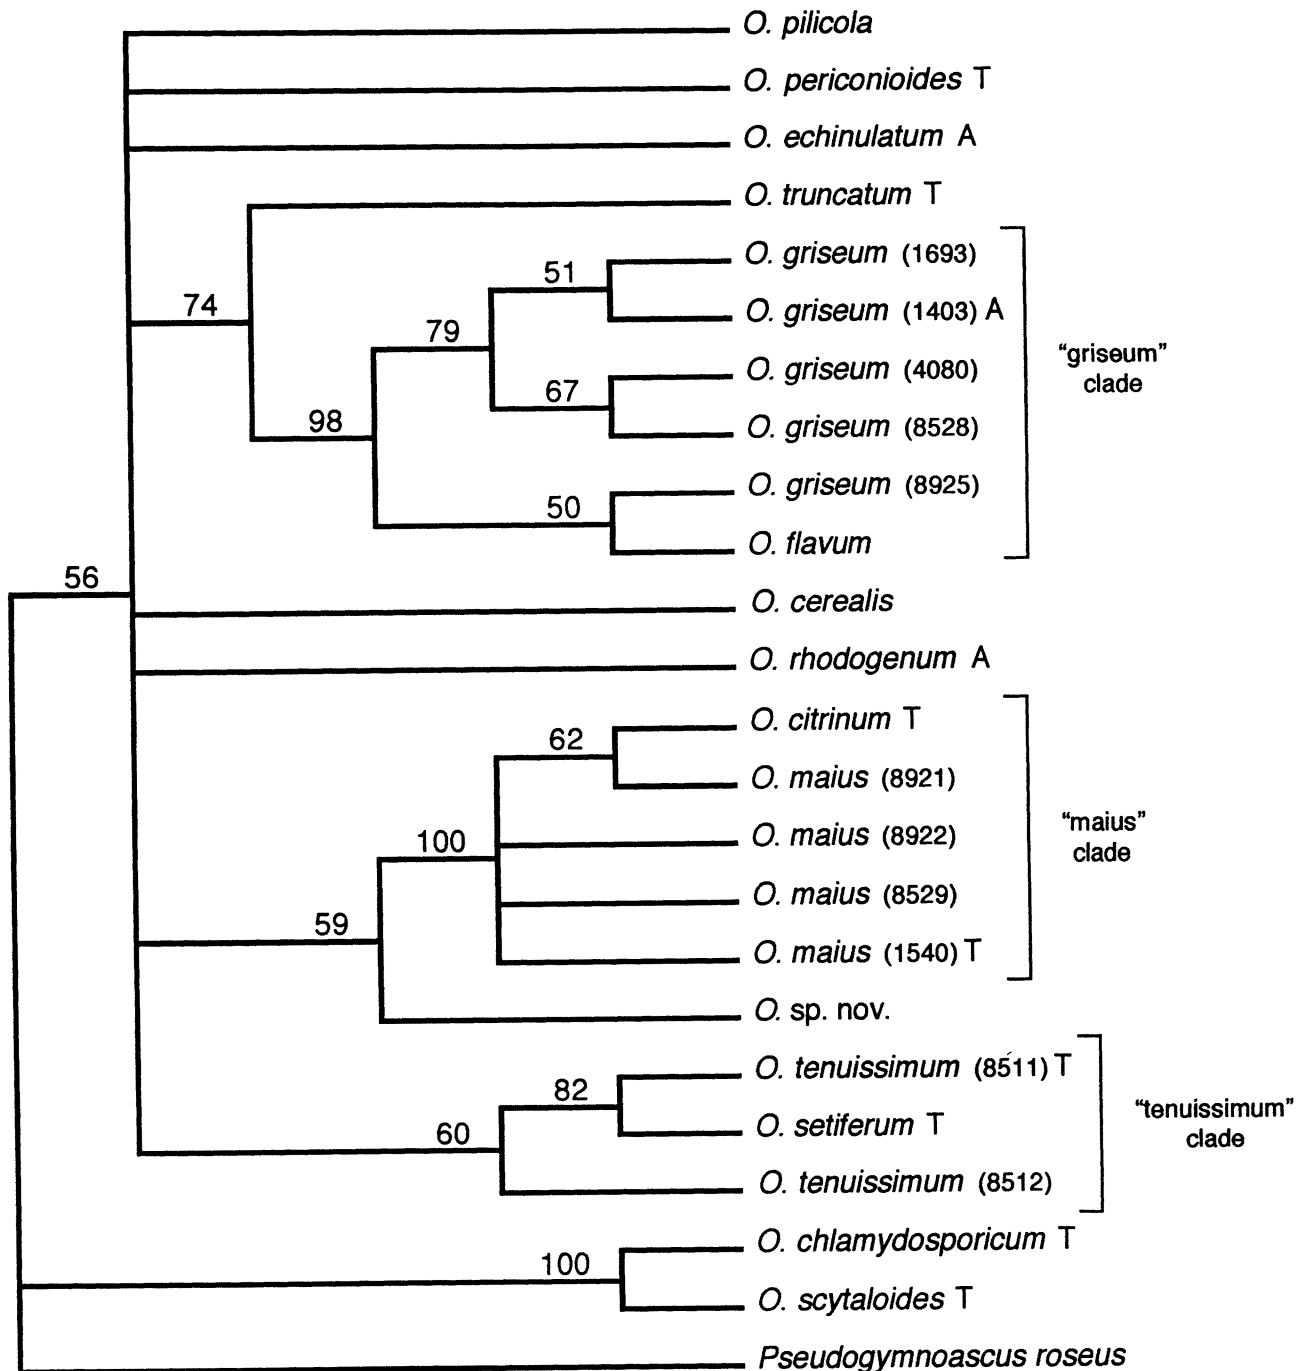 O. pilicola
O. periconioides T
O. echinulatum A
O. truncatum T
O. griseum (1693)
51
O. griseum (1403) A
74
79
O. griseum (4080)
“griseum”
clade
67
98
O. griseum (8528)
O. griseum (8925)
50
O. flavum
56
O. cerealis
O. rhodogenum A
O. citrinum T
62
O. maius (8921)
100
O. maius (8922)
“maius”
clade
O. maius (8529)
59
O. maius (1540) T
O. sp. nov.
O. tenuissimum (8511) T
82
O. setiferum T
“tenuissimum”
clade
60
O. tenuissimum (8512)
O. chlamydosporicum T
100
O. scytaloides T
Pseudogymnoascus roseus